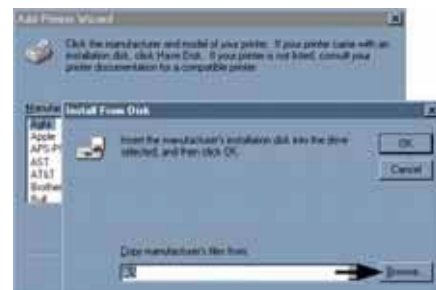 Add Printer Wizard
Click the manufacturer and model of your printer. If your printer came with an
installation disk, click Have Disk. If your printer is not listed, consult your
printer documentation for a compatible printer.
Manufac
Agfa
Apple
APS-P
AST
AT&T
Brother
Bull
Install From Disk
Insert the manufacturer's installation disk into the drive
selected, and then click OK.
OK
Cancel
Copy manufacturer's files from:
Browse...